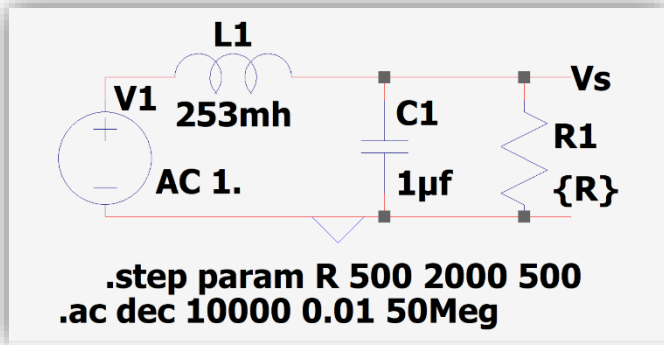 L1
V1
253mh
AC 1.
C1
1µf
Vs
R1
{R}
.step param R 500 2000 500
.ac dec 10000 0.01 50Meg